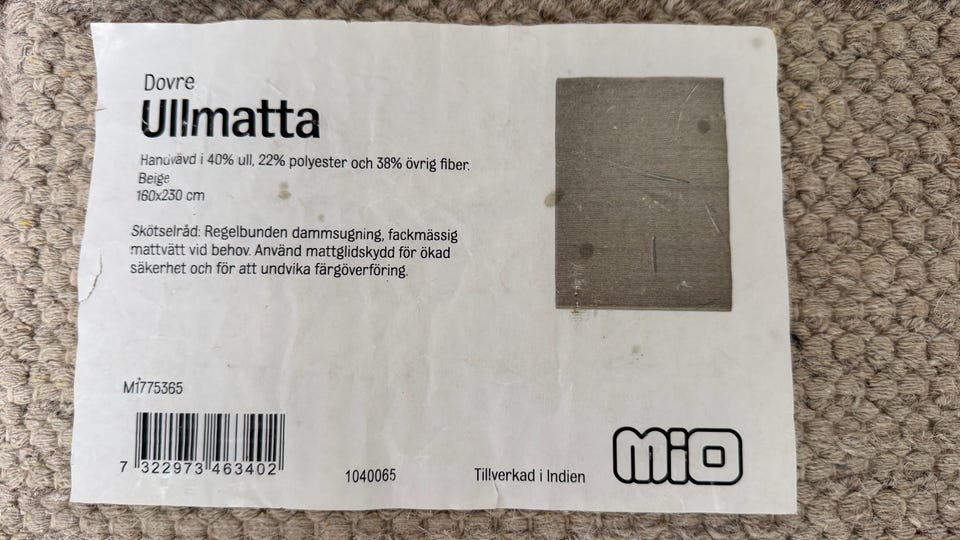 Dovre
Ullmatta
Handvävd i 40% ull, 22% polyester och 38% övrig fiber.
Beige
160x230 cm
Skötselråd: Regelbunden dammsugning, fackmässig
mattvätt vid behov. Använd mattglidskydd för ökad
säkerhet och för att undvika färgöverföring.
M1775365
7 322973 463402
1040065
Tillverkad i Indien
mio